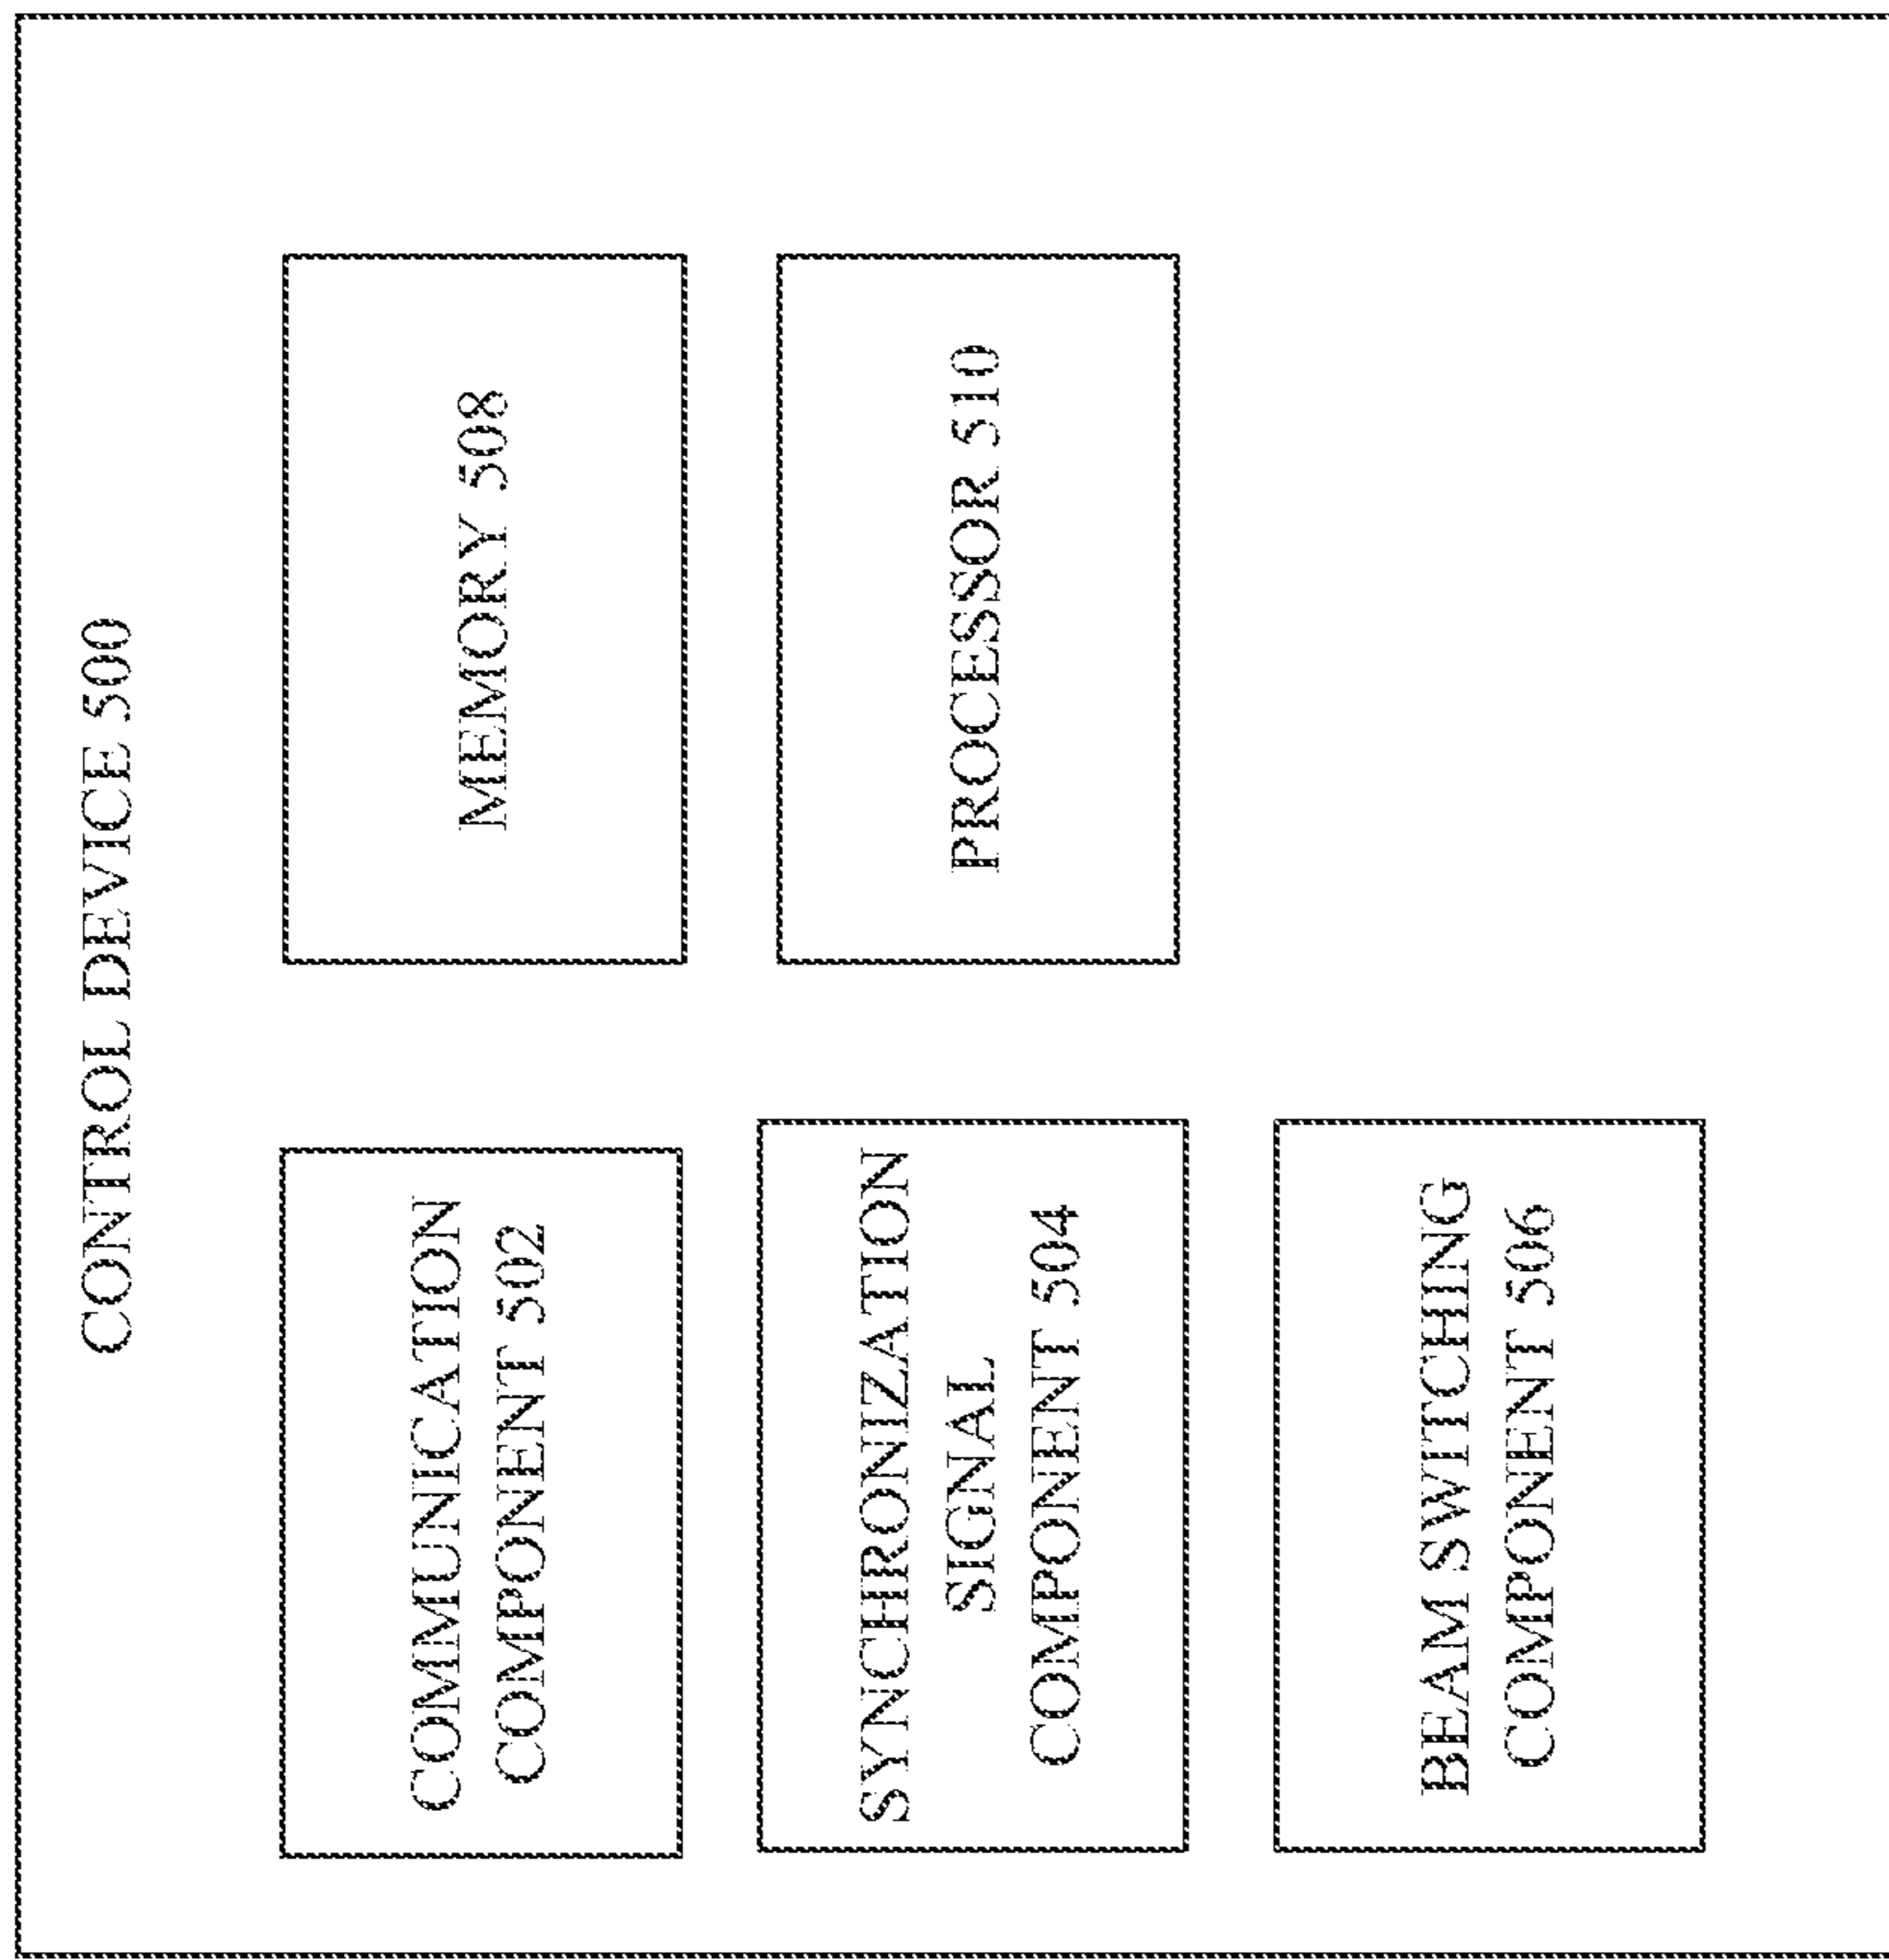 CONTROL DEVICE 500
COMMUNICATION
COMPONENT 502
MEMORY 508
SYNCHRONIZATION
SIGNAL
COMPONENT 504
PROCESSOR 510
BEAM SWITCHING
COMPONENT 506